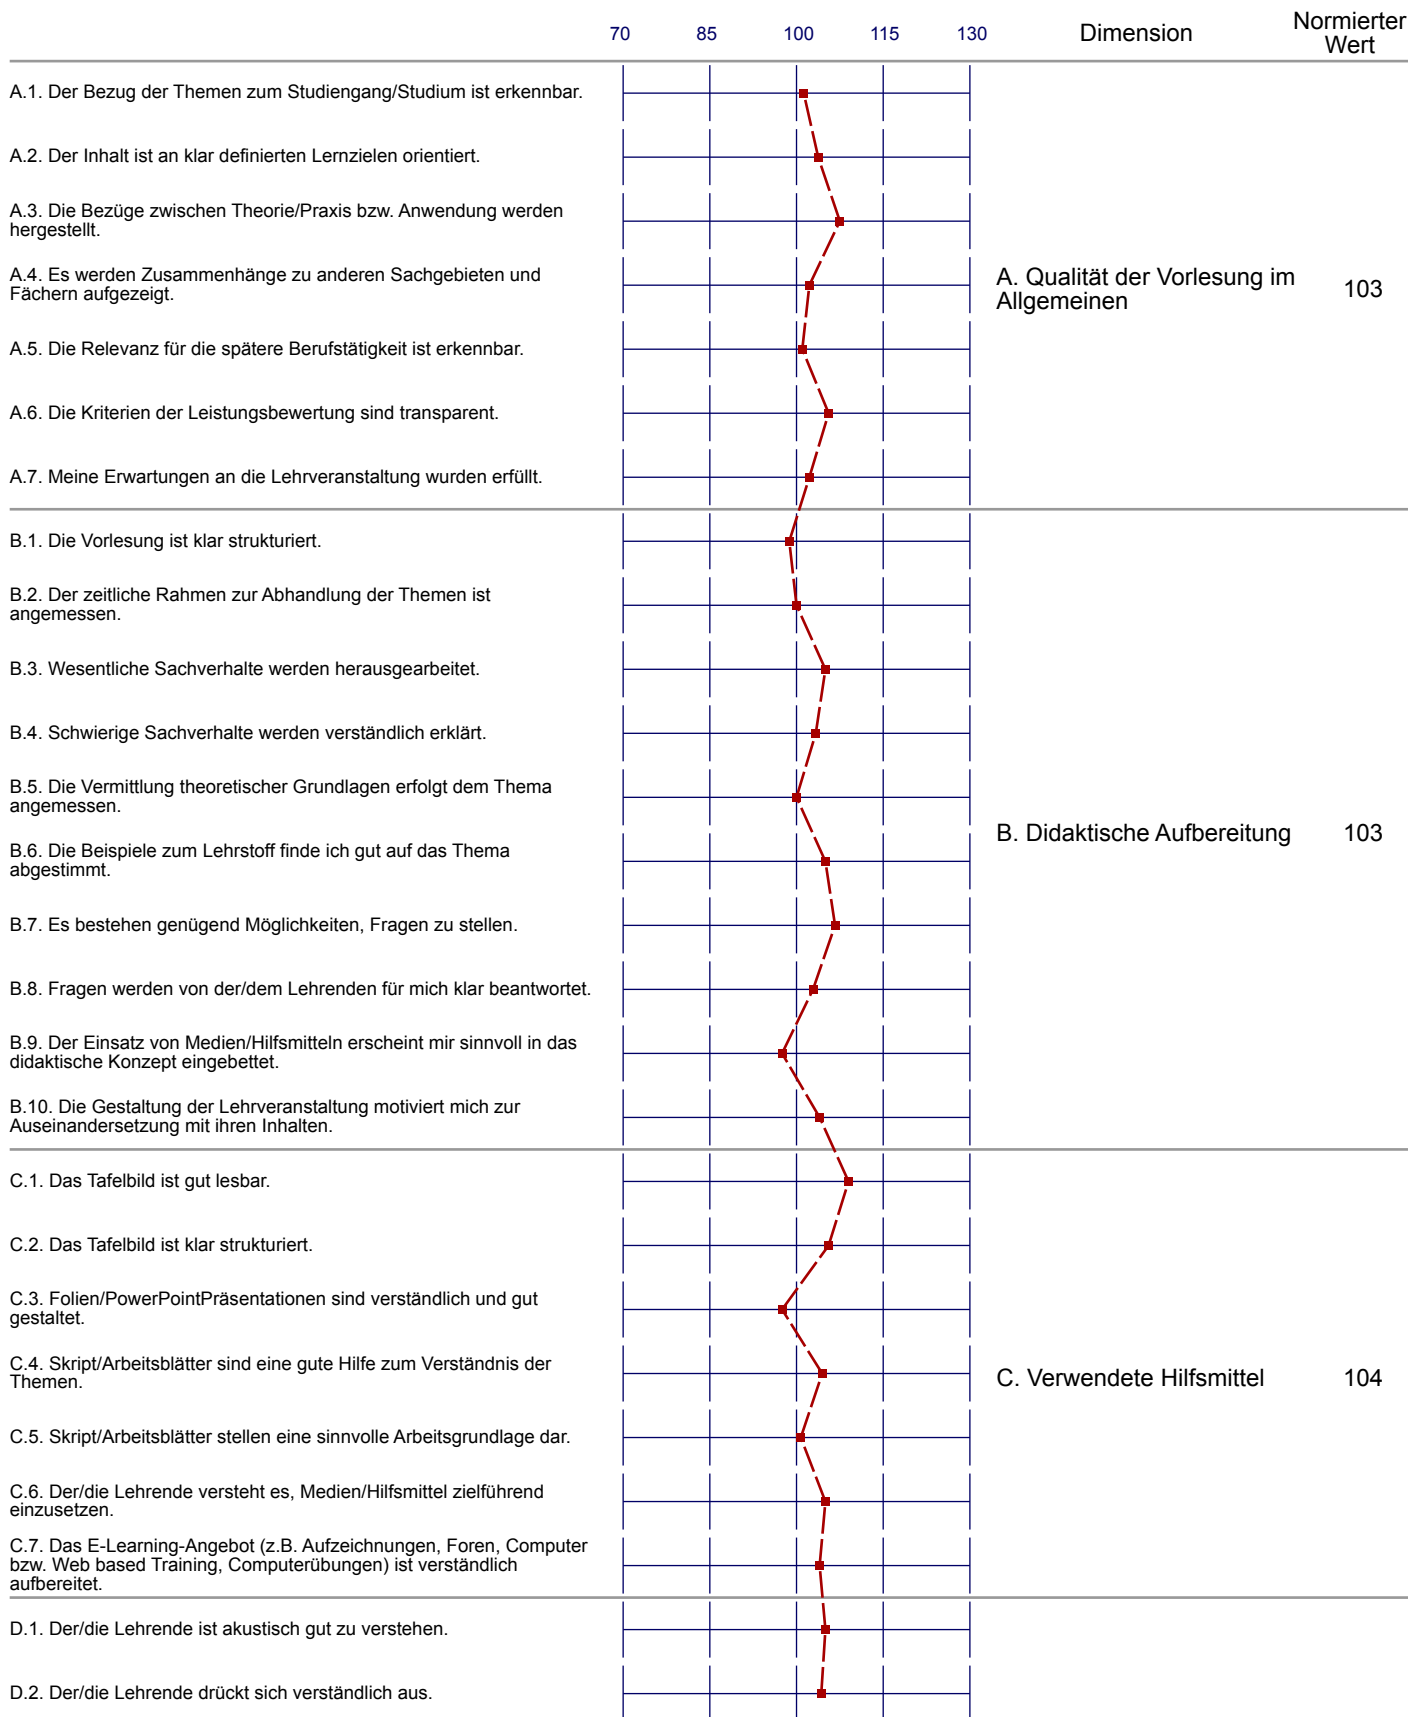 70 85 100 115 130 Dimension Normierter
Wert
A.1. Der Bezug der Themen zum Studiengang/Studium ist erkennbar.
A.2. Der Inhalt ist an klar definierten Lernzielen orientiert.
A.3. Die Bezüge zwischen Theorie/Praxis bzw. Anwendung werden
hergestellt.
A.4. Es werden Zusammenhänge zu anderen Sachgebieten und
Fächern aufgezeigt.
A. Qualität der Vorlesung im
Allgemeinen
103
A.5. Die Relevanz für die spätere Berufstätigkeit ist erkennbar.
A.6. Die Kriterien der Leistungsbewertung sind transparent.
A.7. Meine Erwartungen an die Lehrveranstaltung wurden erfüllt.
B.1. Die Vorlesung ist klar strukturiert.
B.2. Der zeitliche Rahmen zur Abhandlung der Themen ist
angemessen.
B.3. Wesentliche Sachverhalte werden herausgearbeitet.
B.4. Schwierige Sachverhalte werden verständlich erklärt.
B.5. Die Vermittlung theoretischer Grundlagen erfolgt dem Thema
angemessen.
B. Didaktische Aufbereitung 103
B.6. Die Beispiele zum Lehrstoff finde ich gut auf das Thema
abgestimmt.
B.7. Es bestehen genügend Möglichkeiten, Fragen zu stellen.
B.8. Fragen werden von der/dem Lehrenden für mich klar beantwortet.
B.9. Der Einsatz von Medien/Hilfsmitteln erscheint mir sinnvoll in das
didaktische Konzept eingebettet.
B.10. Die Gestaltung der Lehrveranstaltung motiviert mich zur
Auseinandersetzung mit ihren Inhalten.
C.1. Das Tafelbild ist gut lesbar.
C.2. Das Tafelbild ist klar strukturiert.
C.3. Folien/PowerPointPräsentationen sind verständlich und gut
gestaltet.
C.4. Skript/Arbeitsblätter sind eine gute Hilfe zum Verständnis der
Themen.
C. Verwendete Hilfsmittel 104
C.5. Skript/Arbeitsblätter stellen eine sinnvolle Arbeitsgrundlage dar.
C.6. Der/die Lehrende versteht es, Medien/Hilfsmittel zielführend
einzusetzen.
C.7. Das E-Learning-Angebot (z.B. Aufzeichnungen, Foren, Computer
bzw. Web based Training, Computerübungen) ist verständlich
aufbereitet.
D.1. Der/die Lehrende ist akustisch gut zu verstehen.
D.2. Der/die Lehrende drückt sich verständlich aus.